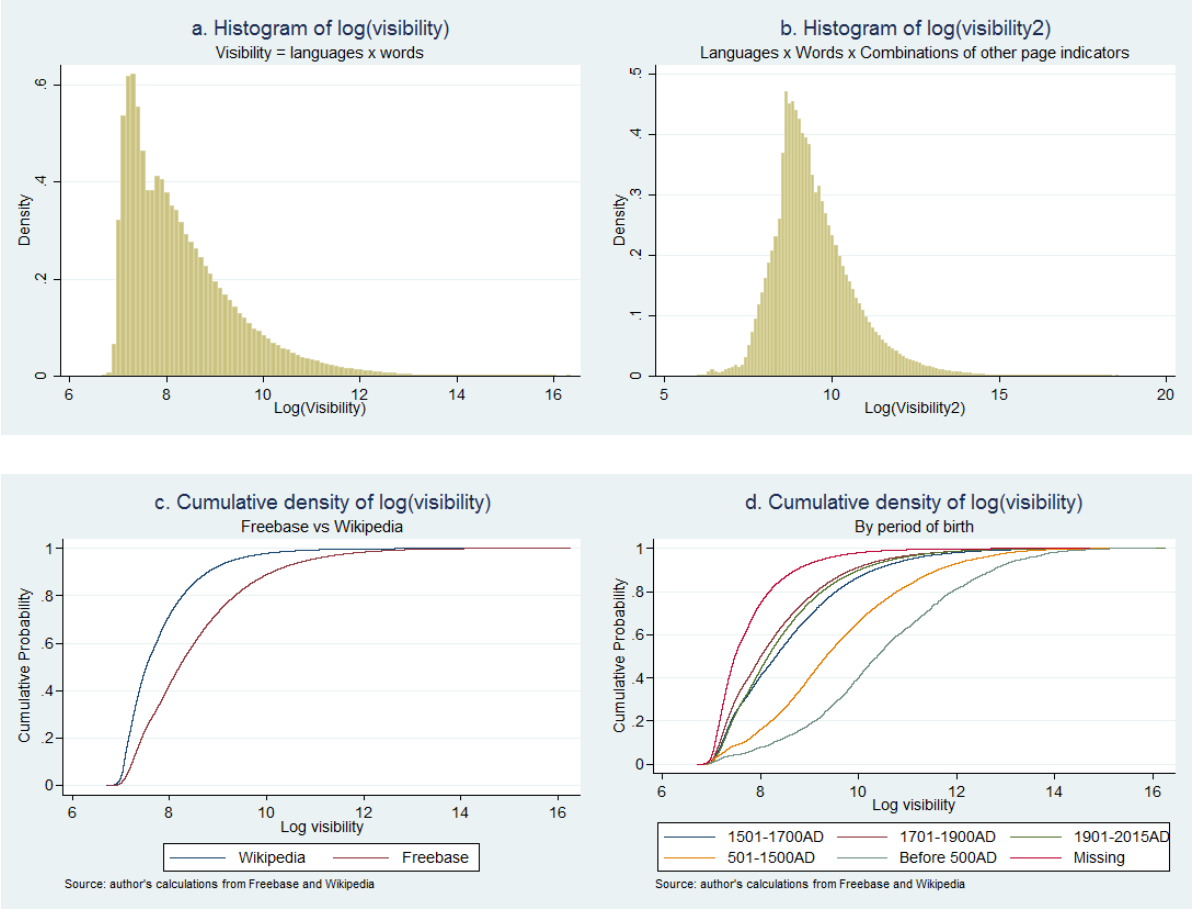 a. Histogram of log(visibility)
Visibility = languages x words
Density
.6
.4
.2
0
6 8 10 12 14 16
Log(Visibility)
b. Histogram of log(visibility2)
Languages x Words x Combinations of other page indicators
Density
.5
.4
.3
.2
.1
0
5 10 15 20
Log(Visibility2)
c. Cumulative density of log(visibility)
Freebase vs Wikipedia
Cumulative Probability
1
.8
.6
.4
.2
0
6 8 10 12 14 16
Log visibility
Wikipedia Freebase
Source: author's calculations from Freebase and Wikipedia
d. Cumulative density of log(visibility)
By period of birth
Cumulative Probability
1
.8
.6
.4
.2
0
6 8 10 12 14 16
Log visibility
1501-1700AD 1701-1900AD 1901-2015AD
501-1500AD Before 500AD Missing
Source: author's calculations from Freebase and Wikipedia